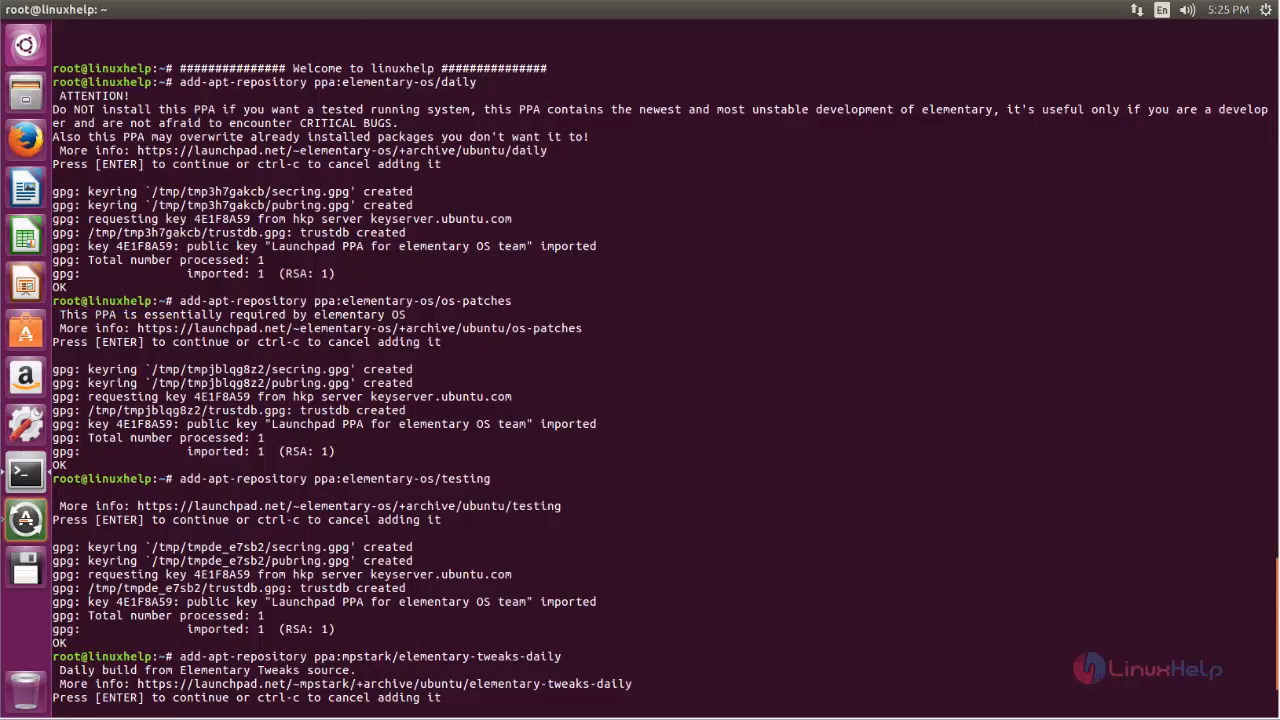 root@linuxhelp: ~
En
5:25 PM
root@linuxhelp:~# ############### Welcome to linuxhelp ###############
root@linuxhelp:~# add-apt-repository ppa:elementary-os/daily
 ATTENTION!
Do NOT install this PPA if you want a tested running system, this PPA contains the newest and most unstable development of elementary, it's useful only if you are a develop
er and are not afraid to encounter CRITICAL BUGS.
Also this PPA may overwrite already installed packages you don't want it to!
 More info: https://launchpad.net/~elementary-os/+archive/ubuntu/daily
Press [ENTER] to continue or ctrl-c to cancel adding it
gpg: keyring `/tmp/tmp3h7gakcb/secring.gpg' created
gpg: keyring `/tmp/tmp3h7gakcb/pubring.gpg' created
gpg: requesting key 4E1F8A59 from hkp server keyserver.ubuntu.com
gpg: /tmp/tmp3h7gakcb/trustdb.gpg: trustdb created
gpg: key 4E1F8A59: public key "Launchpad PPA for elementary OS team" imported
gpg: Total number processed: 1
gpg:               imported: 1  (RSA: 1)
OK
root@linuxhelp:~# add-apt-repository ppa:elementary-os/os-patches
 This PPA is essentially required by elementary OS
 More info: https://launchpad.net/~elementary-os/+archive/ubuntu/os-patches
Press [ENTER] to continue or ctrl-c to cancel adding it
gpg: keyring `/tmp/tmpjblqg8z2/secring.gpg' created
gpg: keyring `/tmp/tmpjblqg8z2/pubring.gpg' created
gpg: requesting key 4E1F8A59 from hkp server keyserver.ubuntu.com
gpg: /tmp/tmpjblqg8z2/trustdb.gpg: trustdb created
gpg: key 4E1F8A59: public key "Launchpad PPA for elementary OS team" imported
gpg: Total number processed: 1
gpg:               imported: 1  (RSA: 1)
OK
root@linuxhelp:~# add-apt-repository ppa:elementary-os/testing
 More info: https://launchpad.net/~elementary-os/+archive/ubuntu/testing
Press [ENTER] to continue or ctrl-c to cancel adding it
gpg: keyring `/tmp/tmpde_e7sb2/secring.gpg' created
gpg: keyring `/tmp/tmpde_e7sb2/pubring.gpg' created
gpg: requesting key 4E1F8A59 from hkp server keyserver.ubuntu.com
gpg: /tmp/tmpde_e7sb2/trustdb.gpg: trustdb created
gpg: key 4E1F8A59: public key "Launchpad PPA for elementary OS team" imported
gpg: Total number processed: 1
gpg:               imported: 1  (RSA: 1)
OK
root@linuxhelp:~# add-apt-repository ppa:mpstark/elementary-tweaks-daily
 Daily build from Elementary Tweaks source.
 More info: https://launchpad.net/~mpstark/+archive/ubuntu/elementary-tweaks-daily
Press [ENTER] to continue or ctrl-c to cancel adding it
LinuxHelp